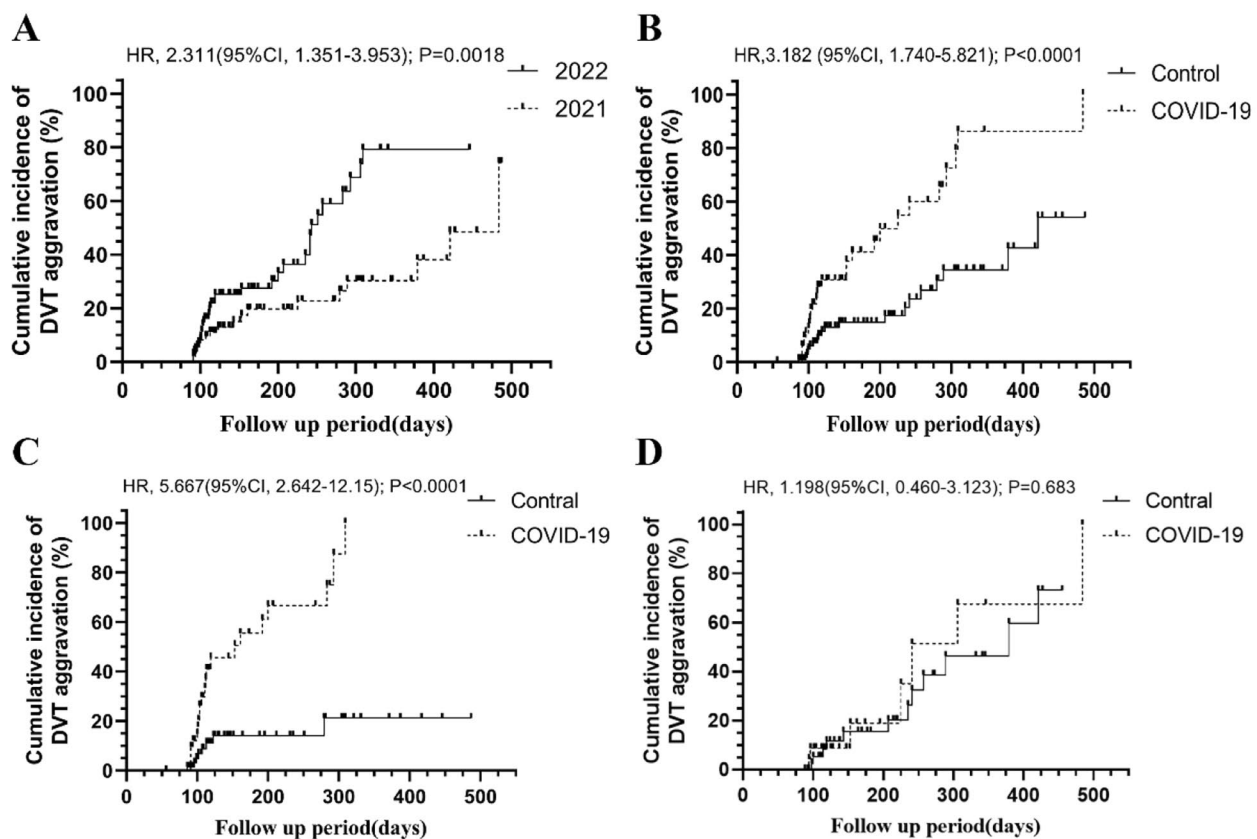 A
HR, 2.311(95%CI, 1.351-3.953); P=0.0018
2022
2021
Cumulative incidence of
DVT aggravation (%)
100
80
60
40
20
0
0 100 200 300 400 500
Follow up period(days)
B
HR,3.182 (95%CI, 1.740-5.821); P<0.0001
Control
COVID-19
Cumulative incidence of
DVT aggravation (%)
100
80
60
40
20
0
0 100 200 300 400 500
Follow up period(days)
C
HR, 5.667(95%CI, 2.642-12.15); P<0.0001
Contral
COVID-19
Cumulative incidence of
DVT aggravation (%)
100
80
60
40
20
0
0 100 200 300 400 500
Follow up period(days)
D
HR, 1.198(95%CI, 0.460-3.123); P=0.683
Control
COVID-19
Cumulative incidence of
DVT aggravation (%)
100
80
60
40
20
0
0 100 200 300 400 500
Follow up period(days)